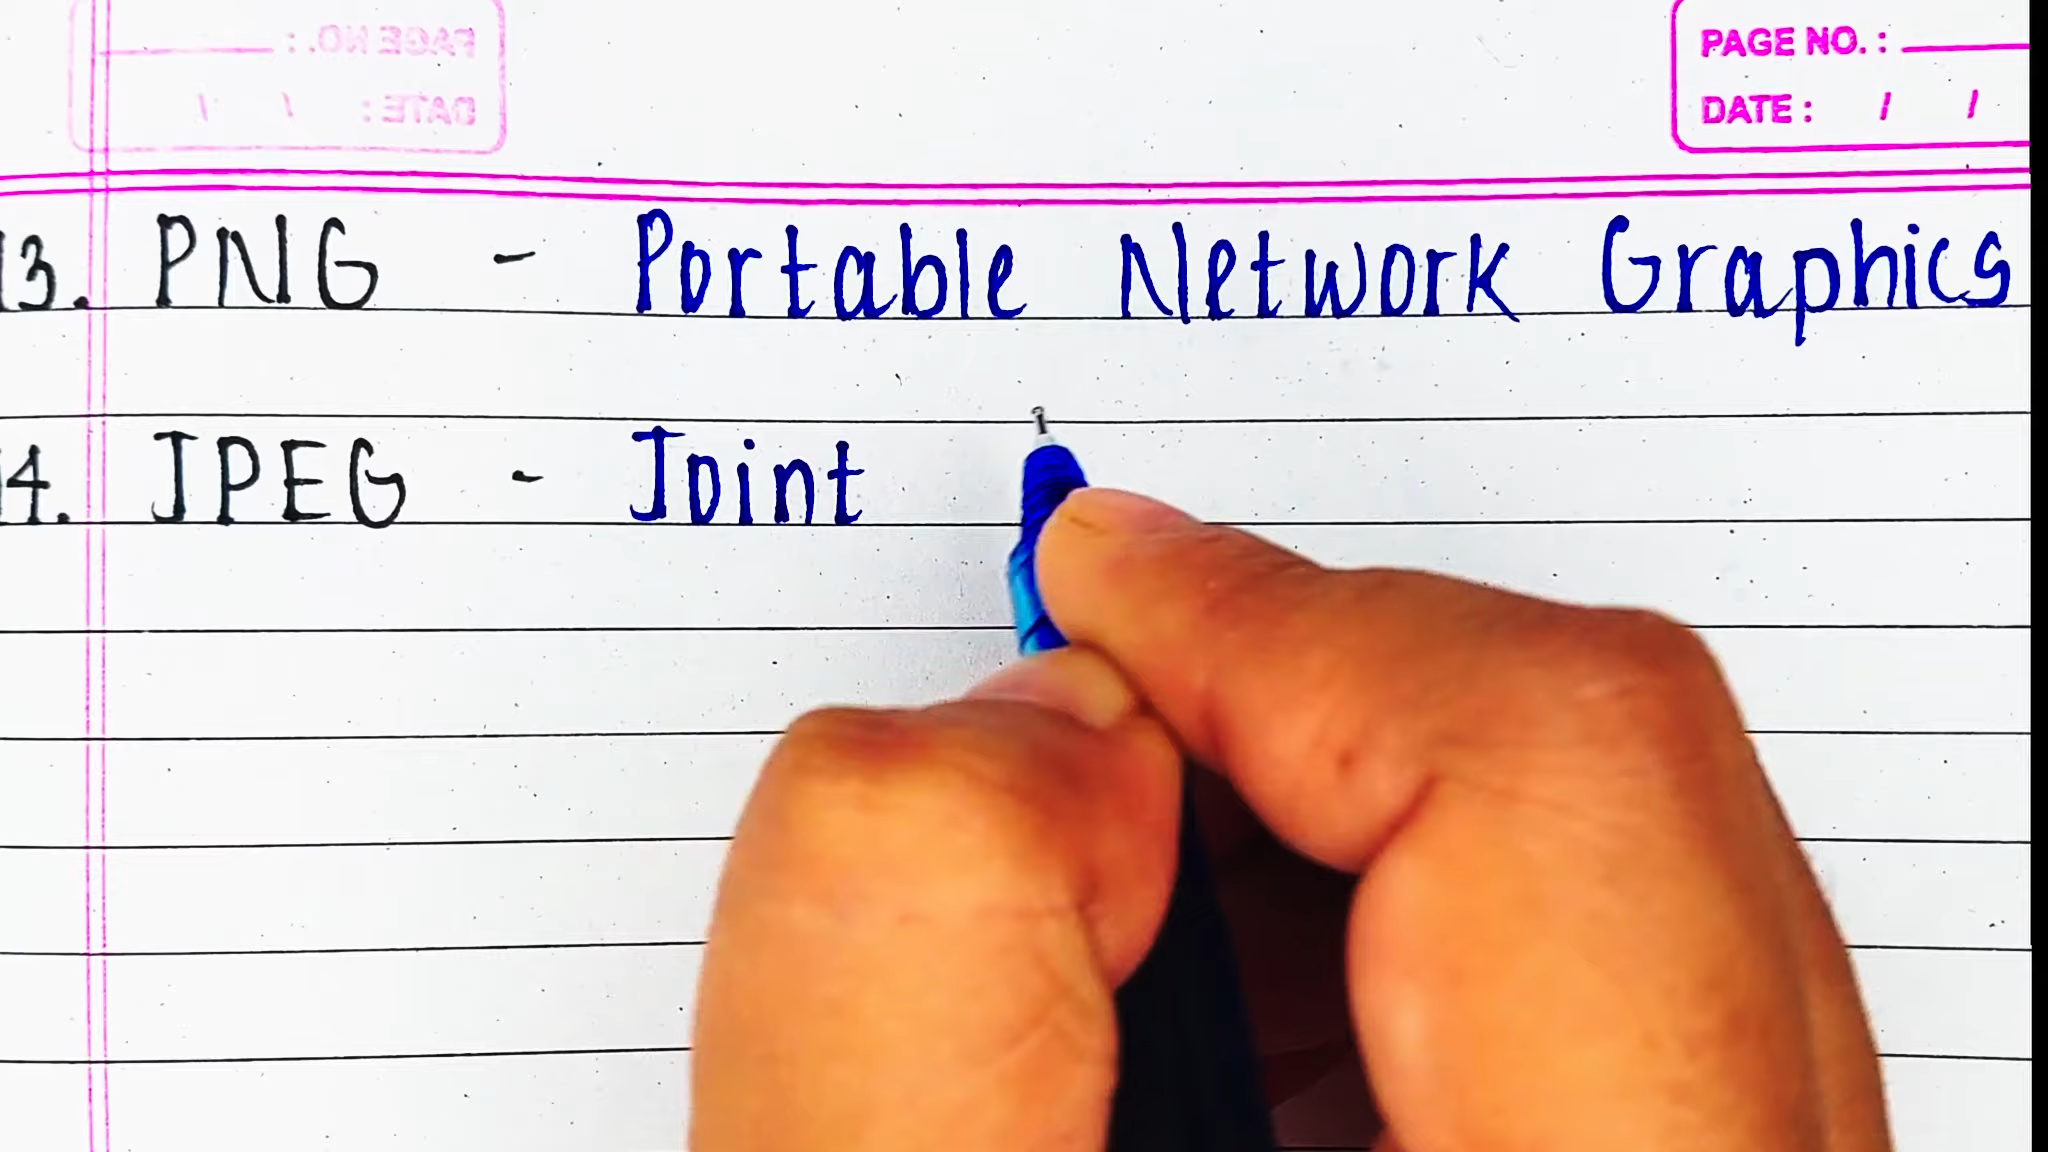 PAGE NO. :
DATE : / /
13. PNG - Portable Network Graphics
14. JPEG - Joint